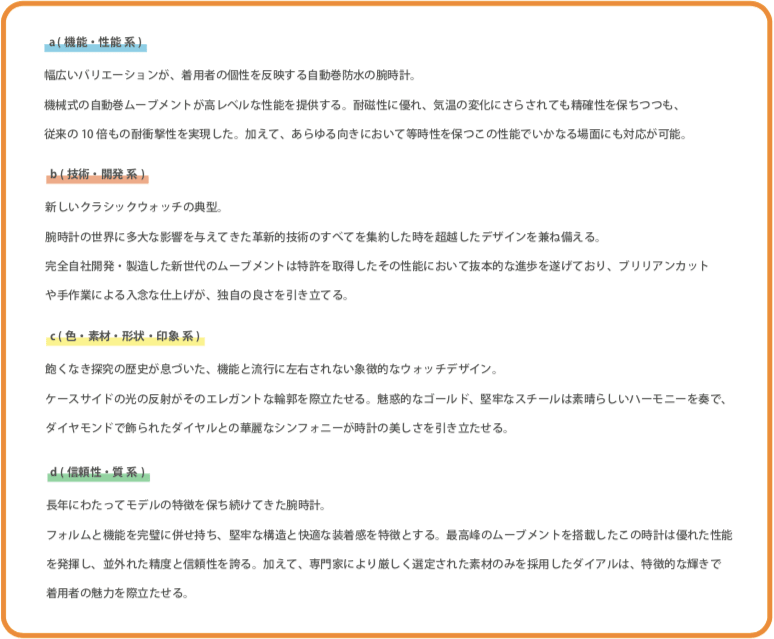 a ( 機能・性能 系 )
幅広いバリエーションが、着用者の個性を反映する自動巻防水の腕時計。
機械式の自動巻ムーブメントが高レベルな性能を提供する。耐磁性に優れ、気温の変化にさらされても精確性を保ちつつも、
従来の 10 倍もの耐衝撃性を実現した。加えて、あらゆる向きにおいて等時性を保つこの性能でいかなる場面にも対応が可能。
b ( 技術・開発 系 )
新しいクラシックウォッチの典型。
腕時計の世界に多大な影響を与えてきた革新的技術のすべてを集約した時を超越したデザインを兼ね備える。
完全自社開発・製造した新世代のムーブメントは特許を取得したその性能において抜本的な進歩を遂げており、ブリリアンカット
や手作業による入念な仕上げが、独自の良さを引き立てる。
c ( 色・素材・形状・印象 系 )
飽くなき探究の歴史が息づいた、機能と流行に左右されない象徴的なウォッチデザイン。
ケースサイドの光の反射がそのエレガントな輪郭を際立たせる。魅惑的なゴールド、堅牢なスチールは素晴らしいハーモニーを奏で、
ダイヤモンドで飾られたダイヤルとの華麗なシンフォニーが時計の美しさを引き立たせる。
d ( 信頼性・質 系 )
長年にわたってモデルの特徴を保ち続けてきた腕時計。
フォルムと機能を完璧に併せ持ち、堅牢な構造と快適な装着感を特徴とする。最高峰のムーブメントを搭載したこの時計は優れた性能
を発揮し、並外れた精度と信頼性を誇る。加えて、専門家により厳しく選定された素材のみを採用したダイアルは、特徴的な輝きで
着用者の魅力を際立たせる。